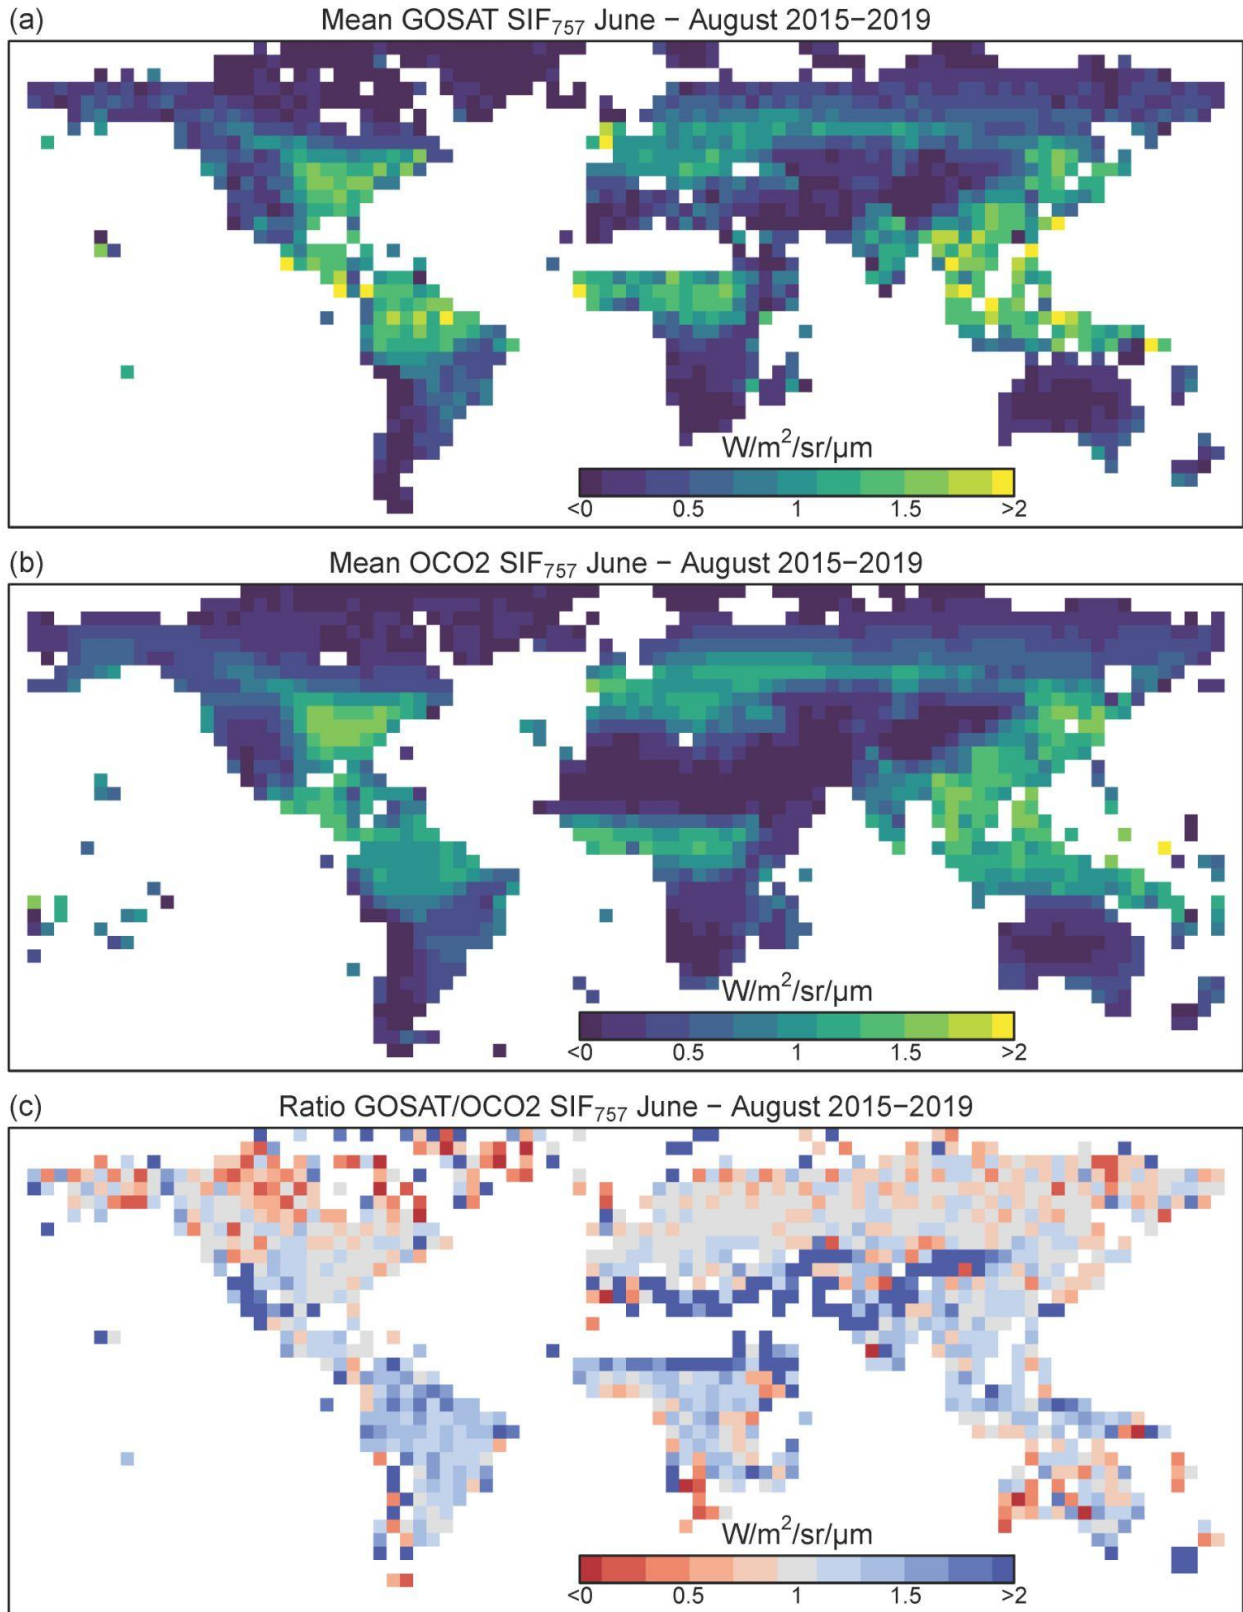 (a) Mean GOSAT SIF₇₅₇ June − August 2015−2019
W/m²/sr/µm
<0 0.5 1 1.5 >2
(b) Mean OCO2 SIF₇₅₇ June − August 2015−2019
W/m²/sr/µm
<0 0.5 1 1.5 >2
(c) Ratio GOSAT/OCO2 SIF₇₅₇ June − August 2015−2019
W/m²/sr/µm
<0 0.5 1 1.5 >2